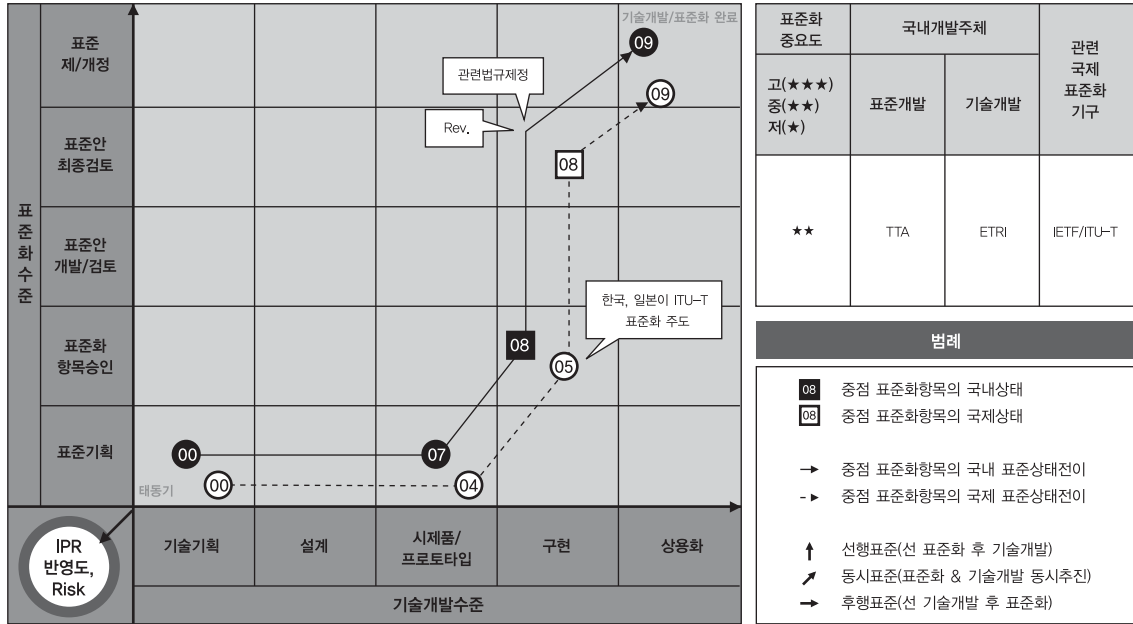 기술개발/표준화 완료
표준
제/개정
09
관련법규제정
09
Rev.
표준안
최종검토
08
표준화수준
표준안
개발/검토
한국, 일본이 ITU-T
표준화 주도
표준화
항목승인
08
05
표준기획
00
07
00
04
태동기
IPR
반영도,
Risk
기술기획
설계
시제품/
프로토타입
구현
상용화
기술개발수준
표준화
중요도
국내개발주체
관련
국제
표준화
기구
고(★★★)
중(★★)
저(★)
표준개발
기술개발
★★
TTA
ETRI
IETF/ITU-T
범례
08 중점 표준화항목의 국내상태
08 중점 표준화항목의 국제상태
중점 표준화항목의 국내 표준상태전이
중점 표준화항목의 국제 표준상태전이
선행표준(선 표준화 후 기술개발)
동시표준(표준화 & 기술개발 동시추진)
후행표준(선 기술개발 후 표준화)